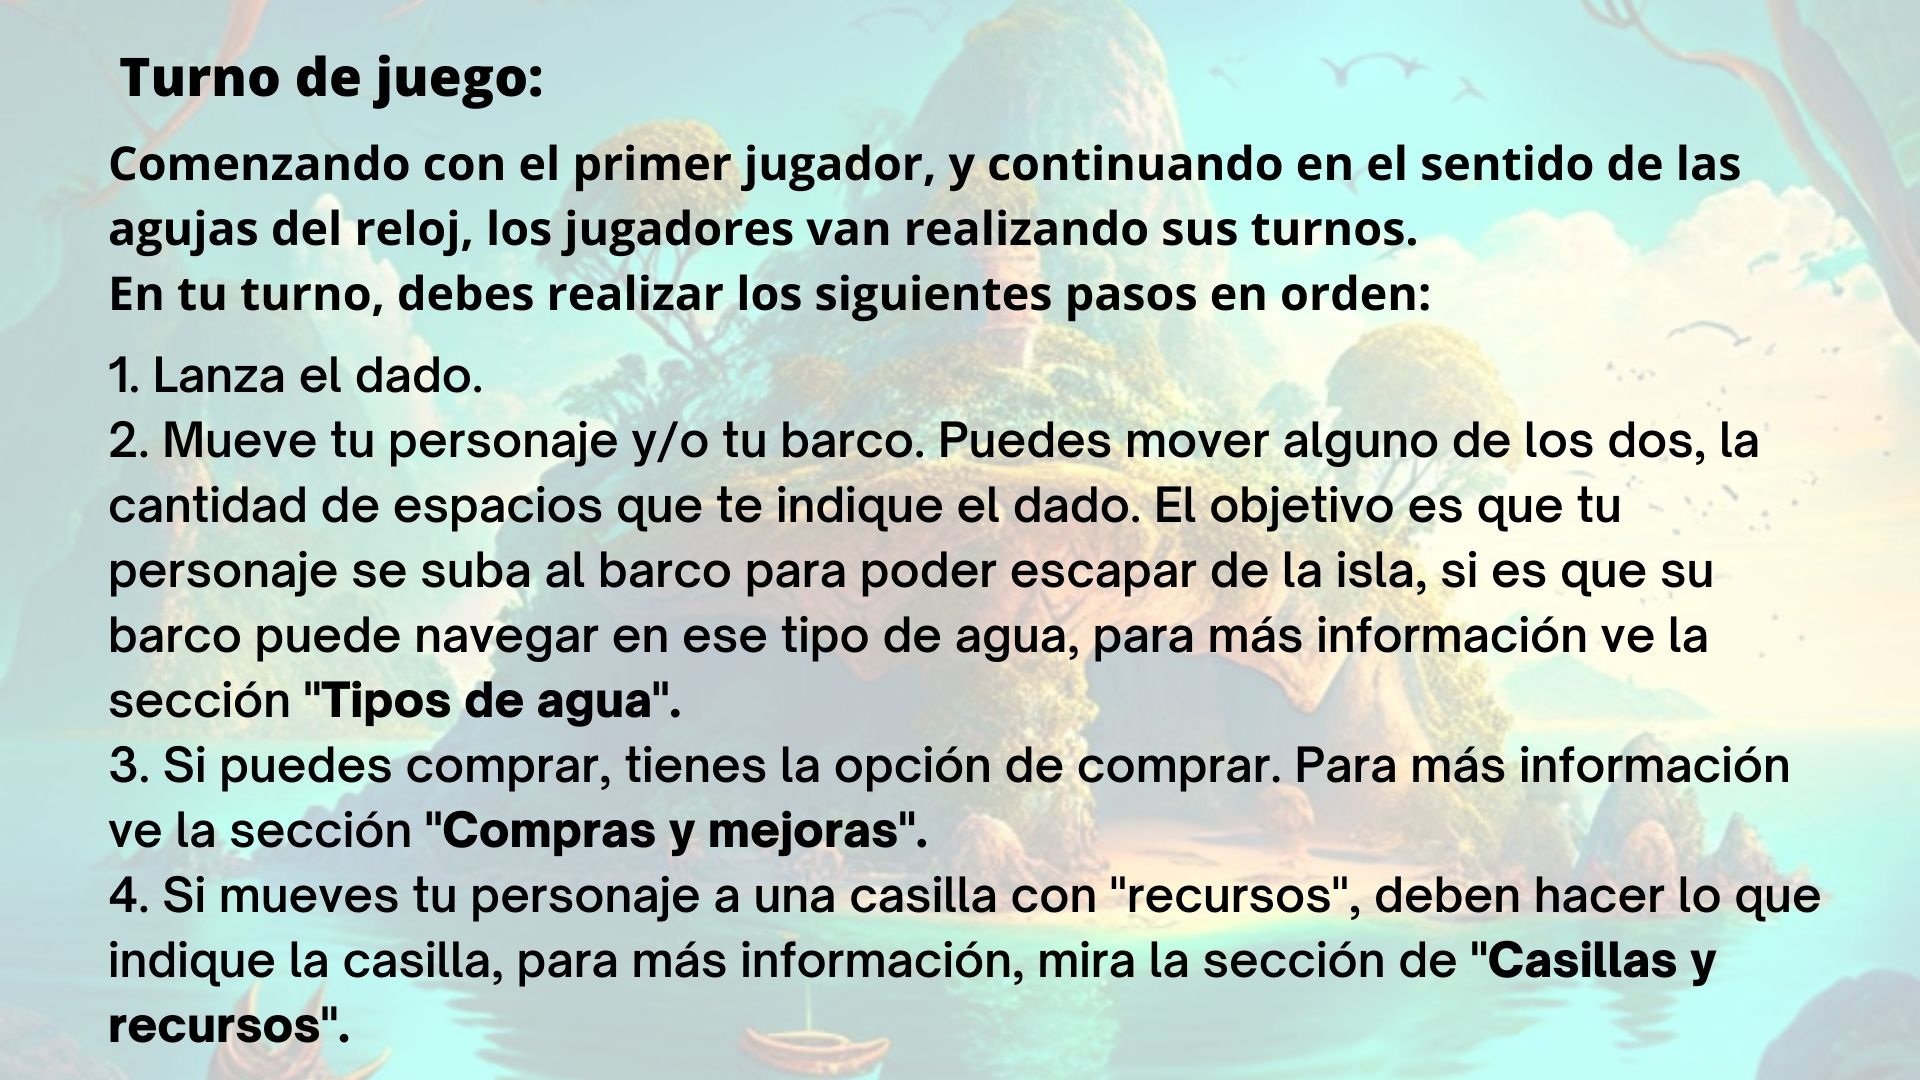 Turno de juego:
Comenzando con el primer jugador, y continuando en el sentido de las
agujas del reloj, los jugadores van realizando sus turnos.
En tu turno, debes realizar los siguientes pasos en orden:
1. Lanza el dado.
2. Mueve tu personaje y/o tu barco. Puedes mover alguno de los dos, la
cantidad de espacios que te indique el dado. El objetivo es que tu
personaje se suba al barco para poder escapar de la isla, si es que su
barco puede navegar en ese tipo de agua, para más información ve la
sección "Tipos de agua".
3. Si puedes comprar, tienes la opción de comprar. Para más información
ve la sección "Compras y mejoras".
4. Si mueves tu personaje a una casilla con "recursos", deben hacer lo que
indique la casilla, para más información, mira la sección de "Casillas y
recursos".